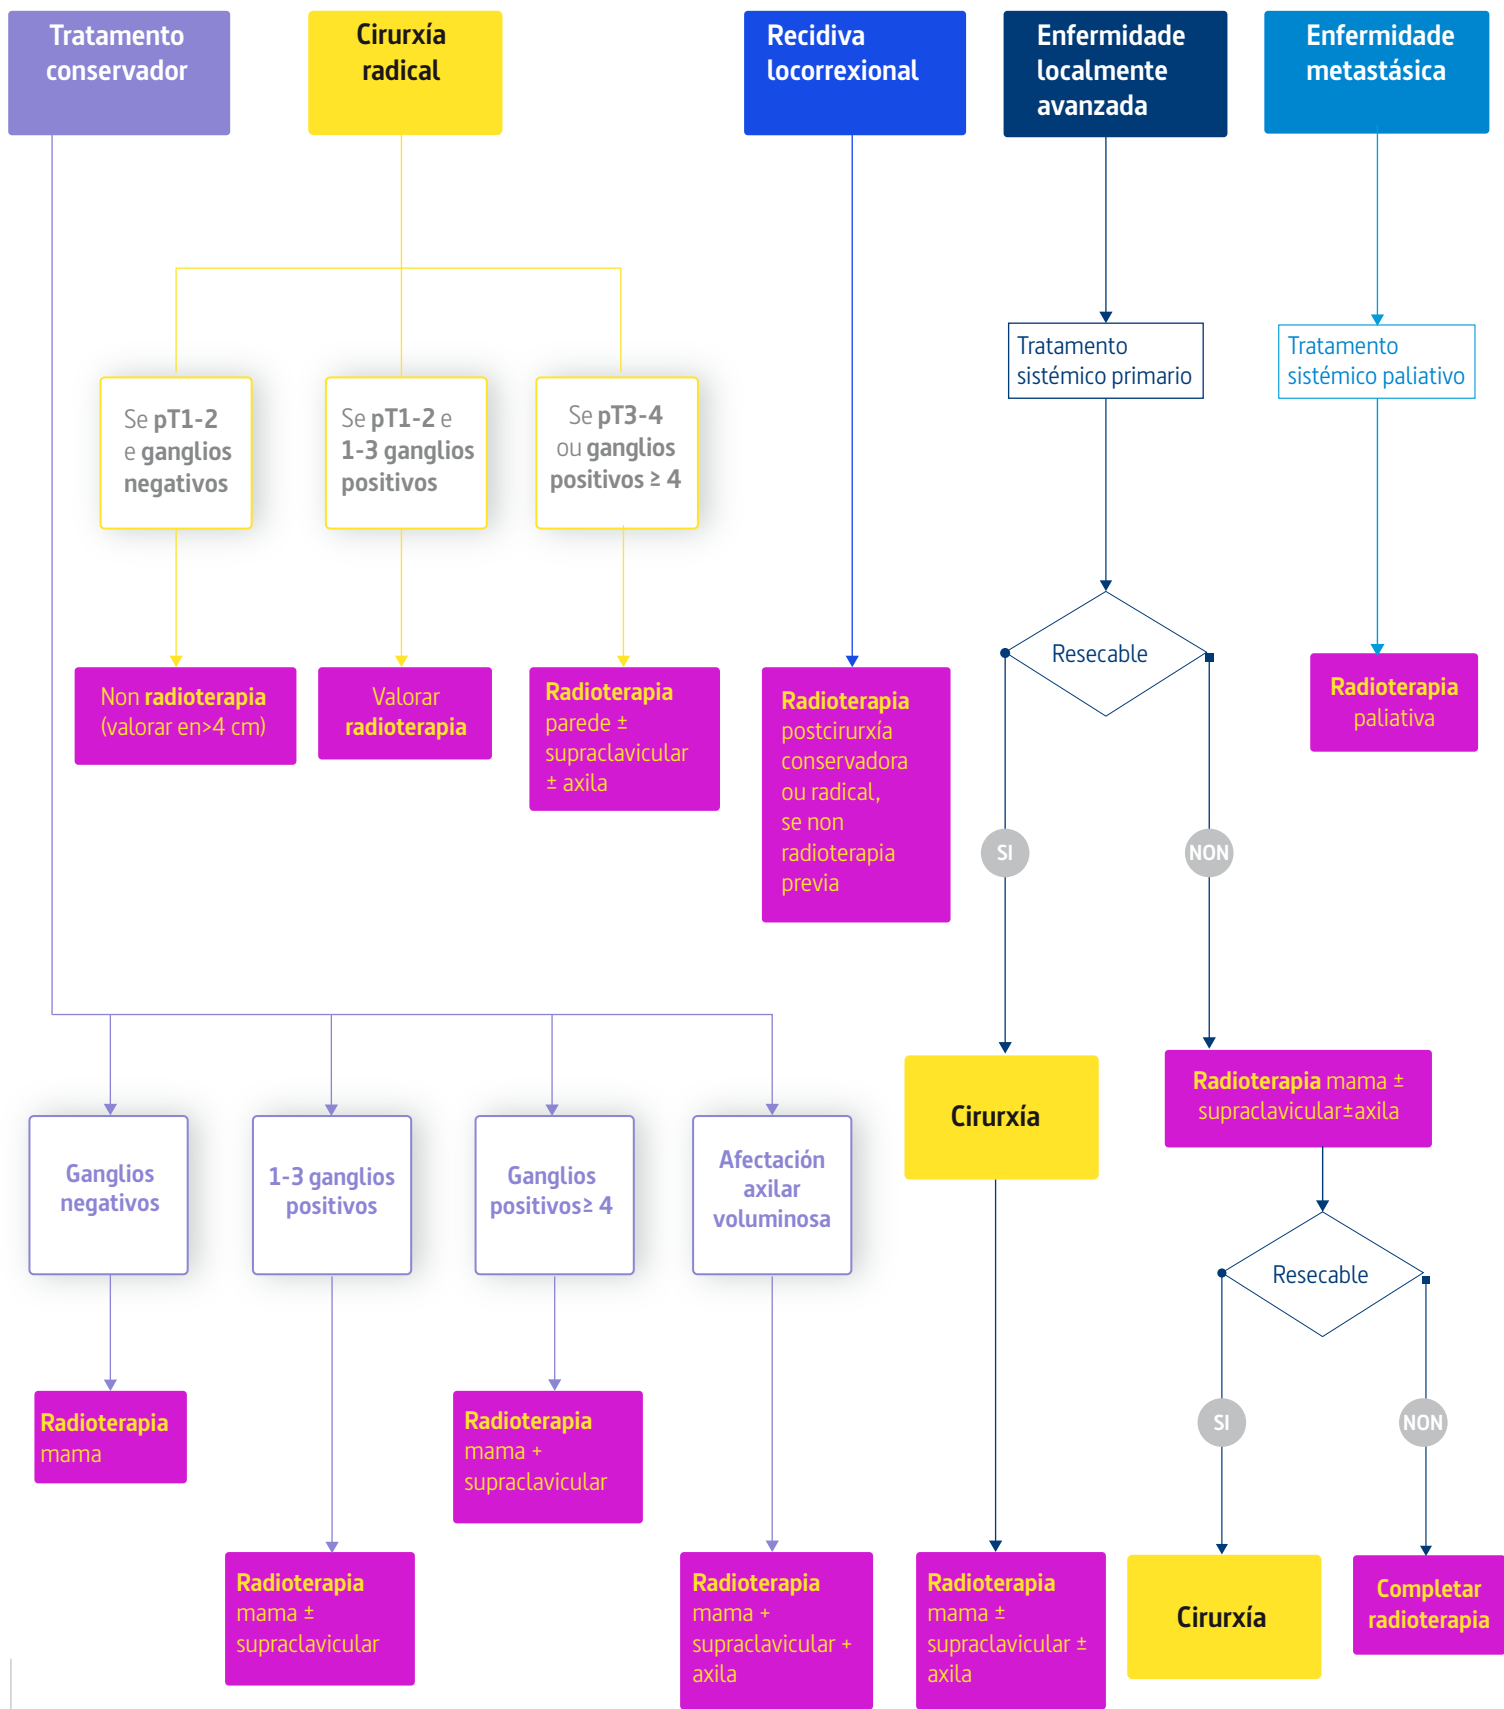 Tratamento
conservador
Cirurxía
radical
Recidiva
locorrexional
Enfermidade
localmente
avanzada
Enfermidade
metastásica
Tratamento
sistémico primario
Tratamento
sistémico paliativo
Se pT1-2
e ganglios
negativos
Se pT1-2 e
1-3 ganglios
positivos
Se pT3-4
ou ganglios
positivos ≥ 4
Resecable
Non radioterapia
(valorar en>4 cm)
Valorar
radioterapia
Radioterapia
parede ±
supraclavicular
± axila
Radioterapia
postcirurxía
conservadora
ou radical,
se non
radioterapia
previa
Radioterapia
paliativa
SI
NON
Cirurxía
Radioterapia mama ±
supraclavicular±axila
Ganglios
negativos
1-3 ganglios
positivos
Ganglios
positivos≥ 4
Afectación
axilar
voluminosa
Resecable
SI
NON
Radioterapia
mama
Radioterapia
mama +
supraclavicular
Radioterapia
mama ±
supraclavicular
Radioterapia
mama +
supraclavicular +
axila
Radioterapia
mama ±
supraclavicular ±
axila
Cirurxía
Completar
radioterapia